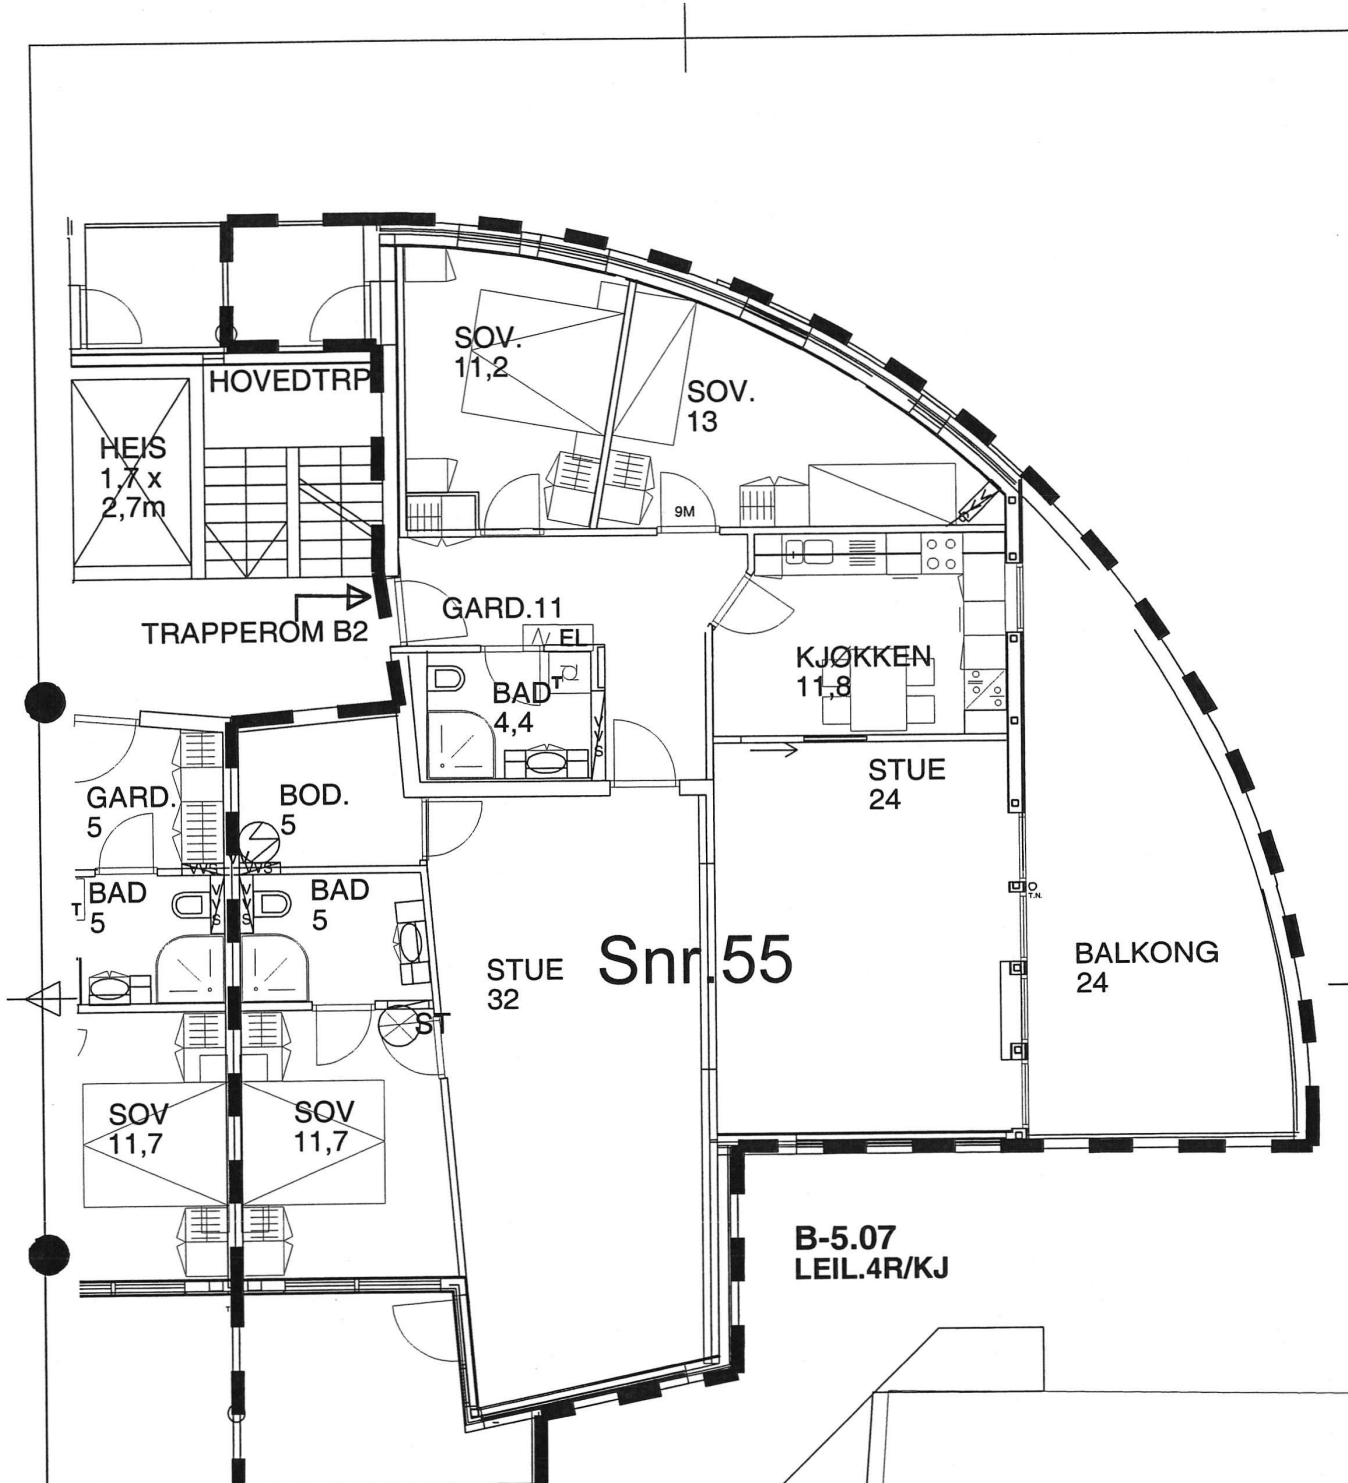 SOV.
11,2
SOV.
13
HOVEDTRP
HEIS
1,7 x
2,7m
9M
GARD.11
TRAPPEROM B2
EL
KJØKKEN
11,8
BAD
4,4
T
V
V
S
V
S
STUE
24
GARD.
5
BOD.
5
VVS
VVS
BAD
5
T
V
V
S
V
V
S
BAD
5
T.N.
STUE
32
Snr.55
BALKONG
24
ST
SOV
11,7
SOV
11,7
B-5.07
LEIL.4R/KJ